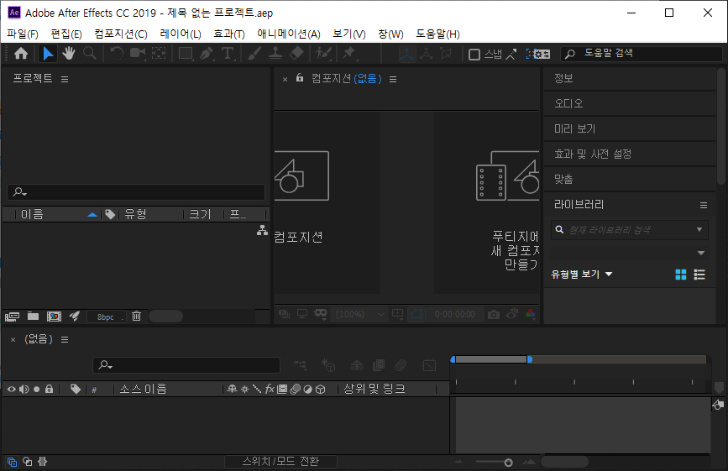 Ae Adobe After Effects CC 2019 - 제목 없는 프로젝트.aep
파일(F) 편집(E) 컴포지션(C) 레이어(L) 효과(T) 애니메이션(A) 보기(V) 창(W) 도움말(H)
스냅 도움말 검색
프로젝트
컴포지션 (없음)
정보
오디오
미리 보기
효과 및 사전 설정
맞춤
라이브러리
현재 라이브러리 검색
유형별 보기
이름 유형 크기 프...
컴포지션
푸티지에
새 컴포지
만들기
8bpc
(100%) 0:00:00:00
(없음)
# 소스 이름 fx 상위 및 링크
스위치/모드 전환